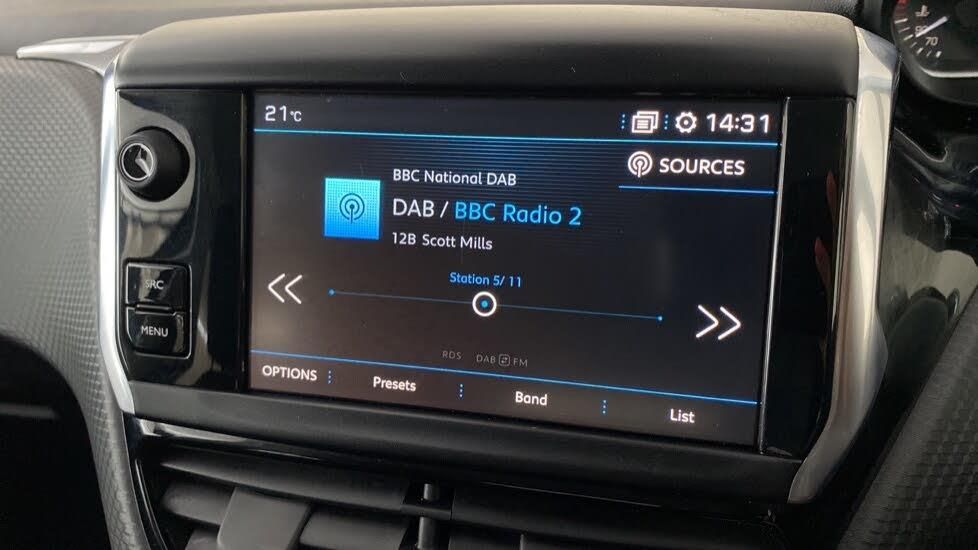 21°C
14:31
SOURCES
BBC National DAB
DAB / BBC Radio 2
12B Scott Mills
Station 5/ 11
RDS DAB FM
OPTIONS Presets Band List
SRC
MENU
70